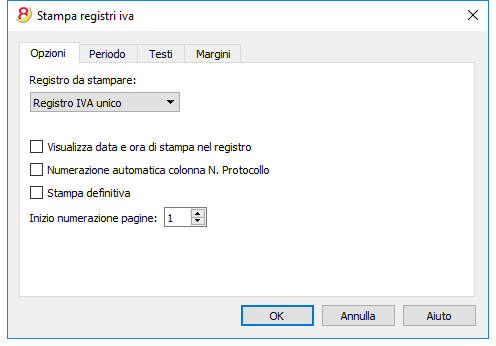 Stampa registri iva
Opzioni Periodo Testi Margini
Registro da stampare:
Registro IVA unico
Visualizza data e ora di stampa nel registro
Numerazione automatica colonna N. Protocollo
Stampa definitiva
Inizio numerazione pagine: 1
OK Annulla Aiuto